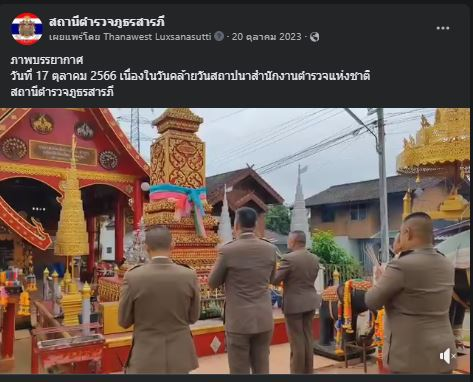 สถานีตำรวจภูธรสารภี
เผยแพร่โดย Thanawest Luxsanasutti · 20 ตุลาคม 2023 ·
ภาพบรรยากาศ
วันที่ 17 ตุลาคม 2566 เนื่องในวันคล้ายวันสถาปนาสำนักงานตำรวจแห่งชาติ
สถานีตำรวจภูธรสารภี